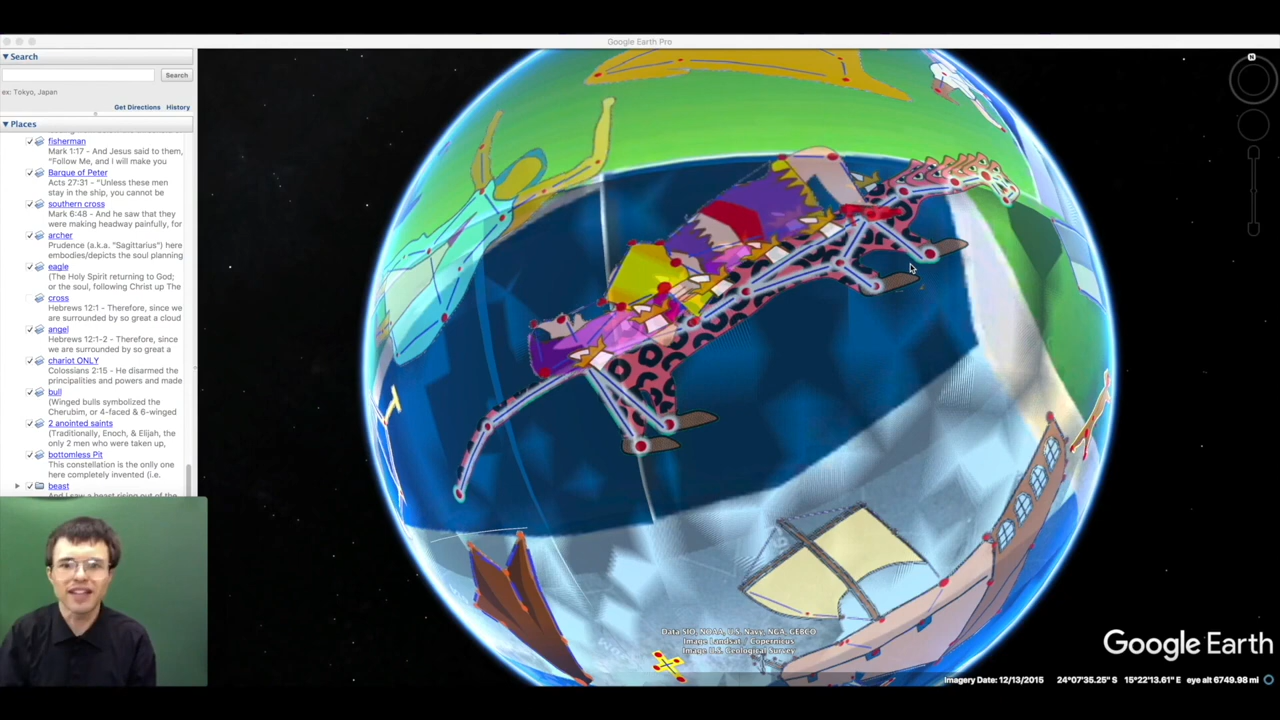 Google Earth Pro
Search
Search
ex: Tokyo, Japan
Get Directions History
Places
fisherman
Mark 1:17 - And Jesus said to them,
"Follow Me, and I will make you
Barque of Peter
Acts 27:31 - "Unless these men
stay in the ship, you cannot be
southern cross
Mark 6:48 - And he saw that they
were making headway painfully, for
archer
Prudence (a.k.a. "Sagittarius") here
embodies/depicts the soul planning
eagle
(The Holy Spirit returning to God;
or the soul, following Christ up The
cross
Hebrews 12:1 - Therefore, since we
are surrounded by so great a cloud
angel
Hebrews 12:1-2 - Therefore, since
we are surrounded by so great a
chariot ONLY
Colossians 2:15 - He disarmed the
principalities and powers and made
bull
(Winged bulls symbolized the
Cherubim, or 4-faced & 6-winged
2 anointed saints
(Traditionally, Enoch, & Elijah, the
only 2 men who were taken up,
bottomless Pit
This constellation is the onlly one
here completely invented (i.e.
beast
N
Data SIO, NOAA, U.S. Navy, NGA, GEBCO
Image Landsat / Copernicus
Image U.S. Geological Survey
Google Earth
Imagery Date: 12/13/2015 24°07'35.25" S 15°22'13.61" E eye alt 6749.98 mi